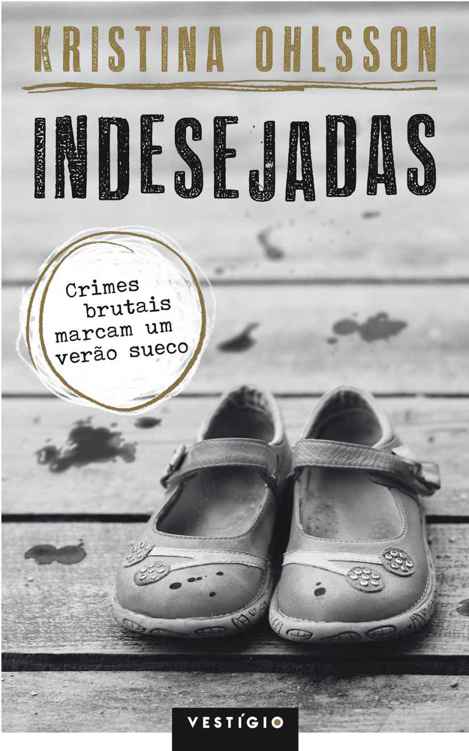 KRISTINA OHLSSON
INDESEJADAS
Crimes
brutais
marcam um
verão sueco
VESTÍGIO